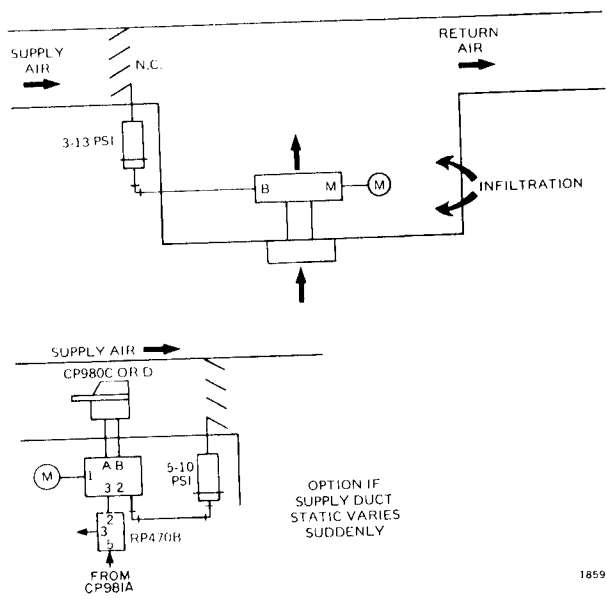 SUPPLY
AIR
N.C.
RETURN
AIR
3-13 PSI
B
M
M
INFILTRATION
SUPPLY AIR
CP980C OR D
A B
M
1
3 2
5-10
PSI
2
3
5
RP470B
FROM
CP981A
OPTION IF
SUPPLY DUCT
STATIC VARIES
SUDDENLY
1859